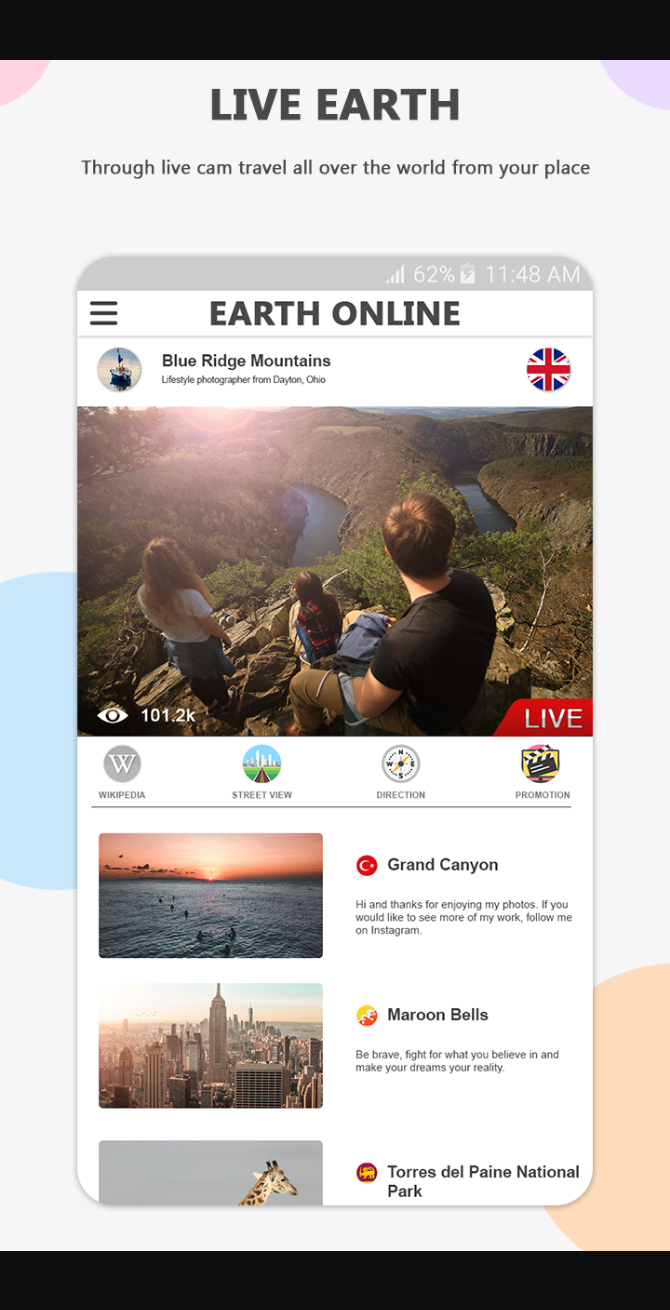 LIVE EARTH
Through live cam travel all over the world from your place
62% 11:48 AM
EARTH ONLINE
Blue Ridge Mountains
Lifestyle photographer from Dayton, Ohio
101.2k
LIVE
W
N
W E
S
WIKIPEDIA STREET VIEW DIRECTION PROMOTION
Grand Canyon
Hi and thanks for enjoying my photos. If you
would like to see more of my work, follow me
on Instagram.
Maroon Bells
Be brave, fight for what you believe in and
make your dreams your reality.
Torres del Paine National
Park